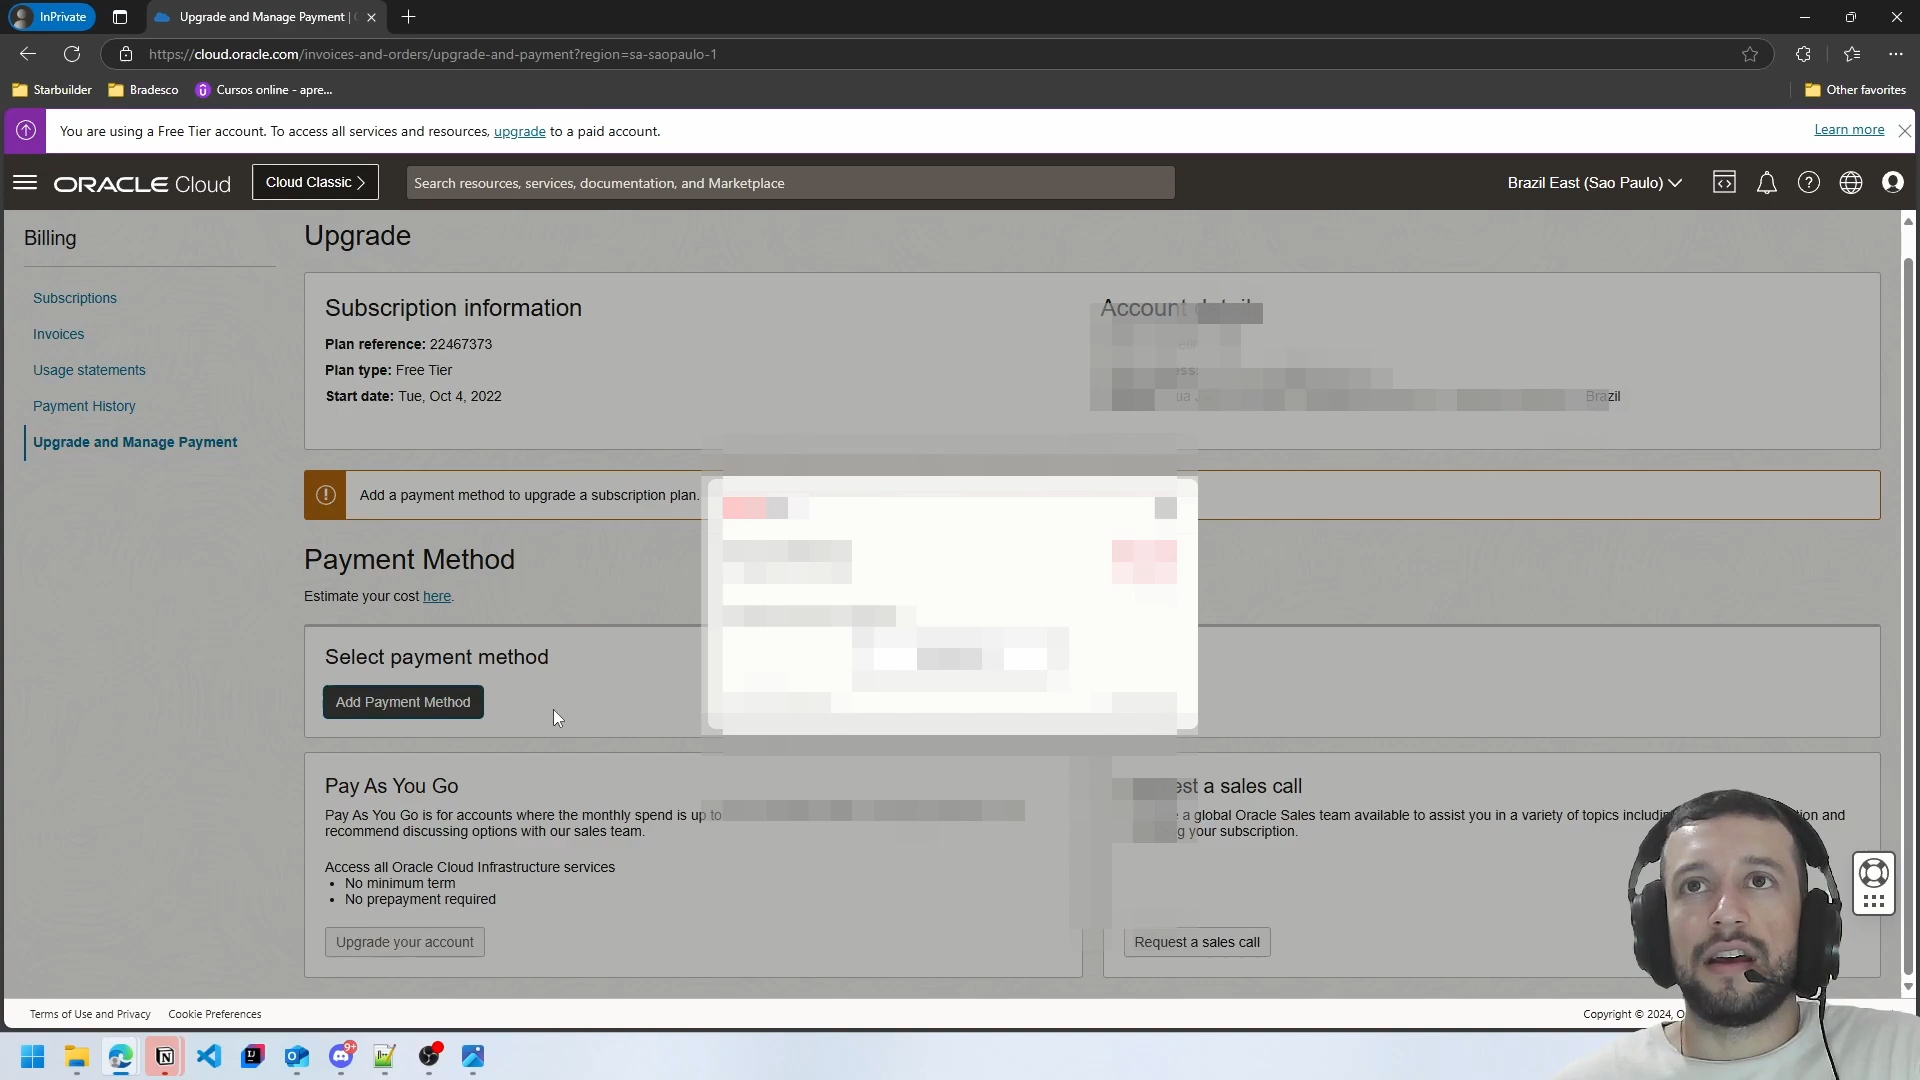 InPrivate
Upgrade and Manage Payment |
https://cloud.oracle.com/invoices-and-orders/upgrade-and-payment?region=sa-saopaulo-1
Starbuilder
Bradesco
Cursos online - apre...
Other favorites
You are using a Free Tier account. To access all services and resources, upgrade to a paid account.
Learn more
ORACLE Cloud
Cloud Classic
Search resources, services, documentation, and Marketplace
Brazil East (Sao Paulo)
Billing
Subscriptions
Invoices
Usage statements
Payment History
Upgrade and Manage Payment
Upgrade
Subscription information
Plan reference: 22467373
Plan type: Free Tier
Start date: Tue, Oct 4, 2022
Account
Brazil
Add a payment method to upgrade a subscription plan.
Payment Method
Estimate your cost here.
Select payment method
Add Payment Method
Pay As You Go
Pay As You Go is for accounts where the monthly spend is up to
recommend discussing options with our sales team.
Access all Oracle Cloud Infrastructure services
• No minimum term
• No prepayment required
Upgrade your account
a sales call
a global Oracle Sales team available to assist you in a variety of topics
and
your subscription.
Request a sales call
Terms of Use and Privacy
Cookie Preferences
Copyright © 2024,
9+